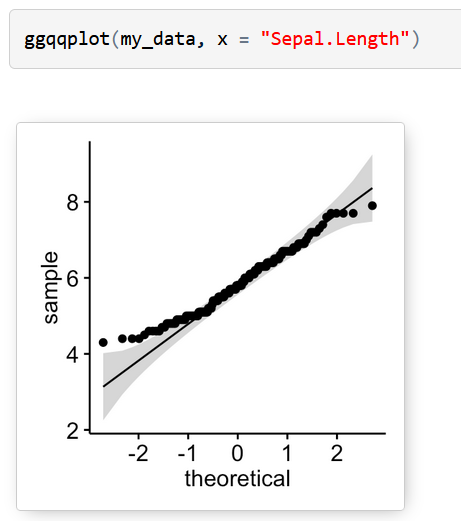 ggqqplot(my_data, x = "Sepal.Length")
8
6
4
2
sample
-2 -1 0 1 2
theoretical